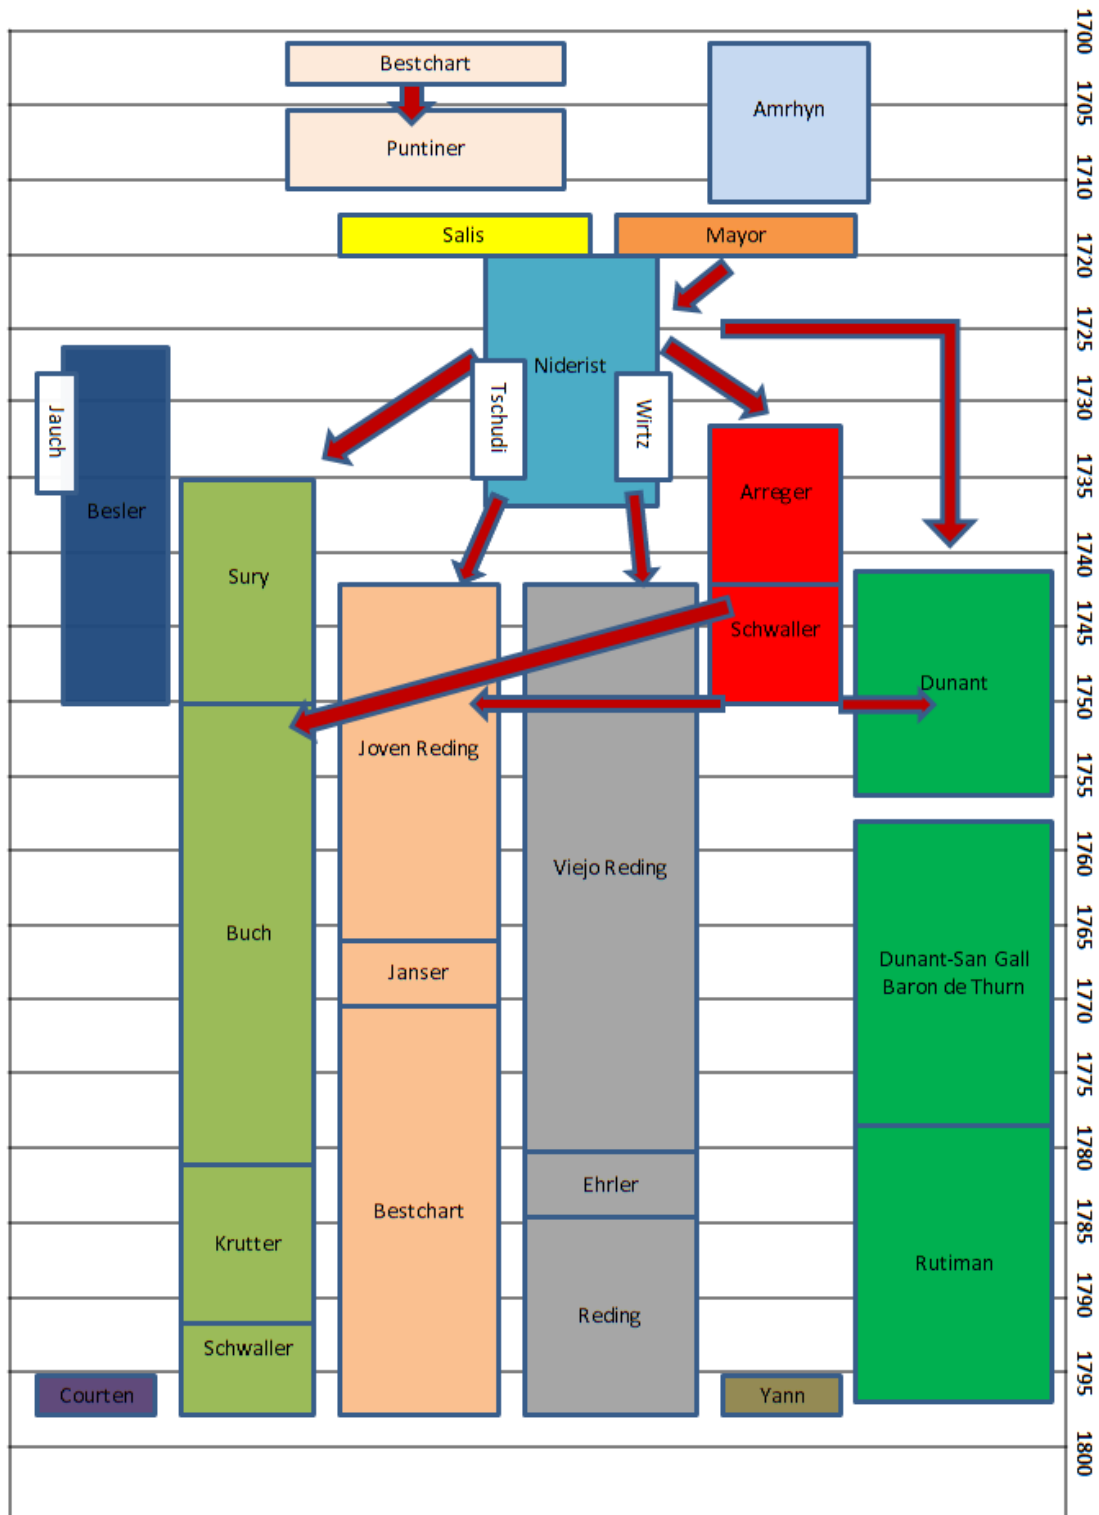 1700
Bestchart
Amrhyn
1705
Puntiner
1710
Salis
Mayor
1720
1725
Niderist
Tschudi
Wirtz
Jauch
1730
1735
Arreger
Besler
1740
Sury
Schwaller
1745
Dunant
1750
Joven Reding
1755
1760
Viejo Reding
Buch
1765
Janser
Dunant-San Gall
Baron de Thurn
1770
1775
1780
Ehrler
Bestchart
1785
Krutter
Rutiman
1790
Reding
Schwaller
1795
Courten
Yann
1800